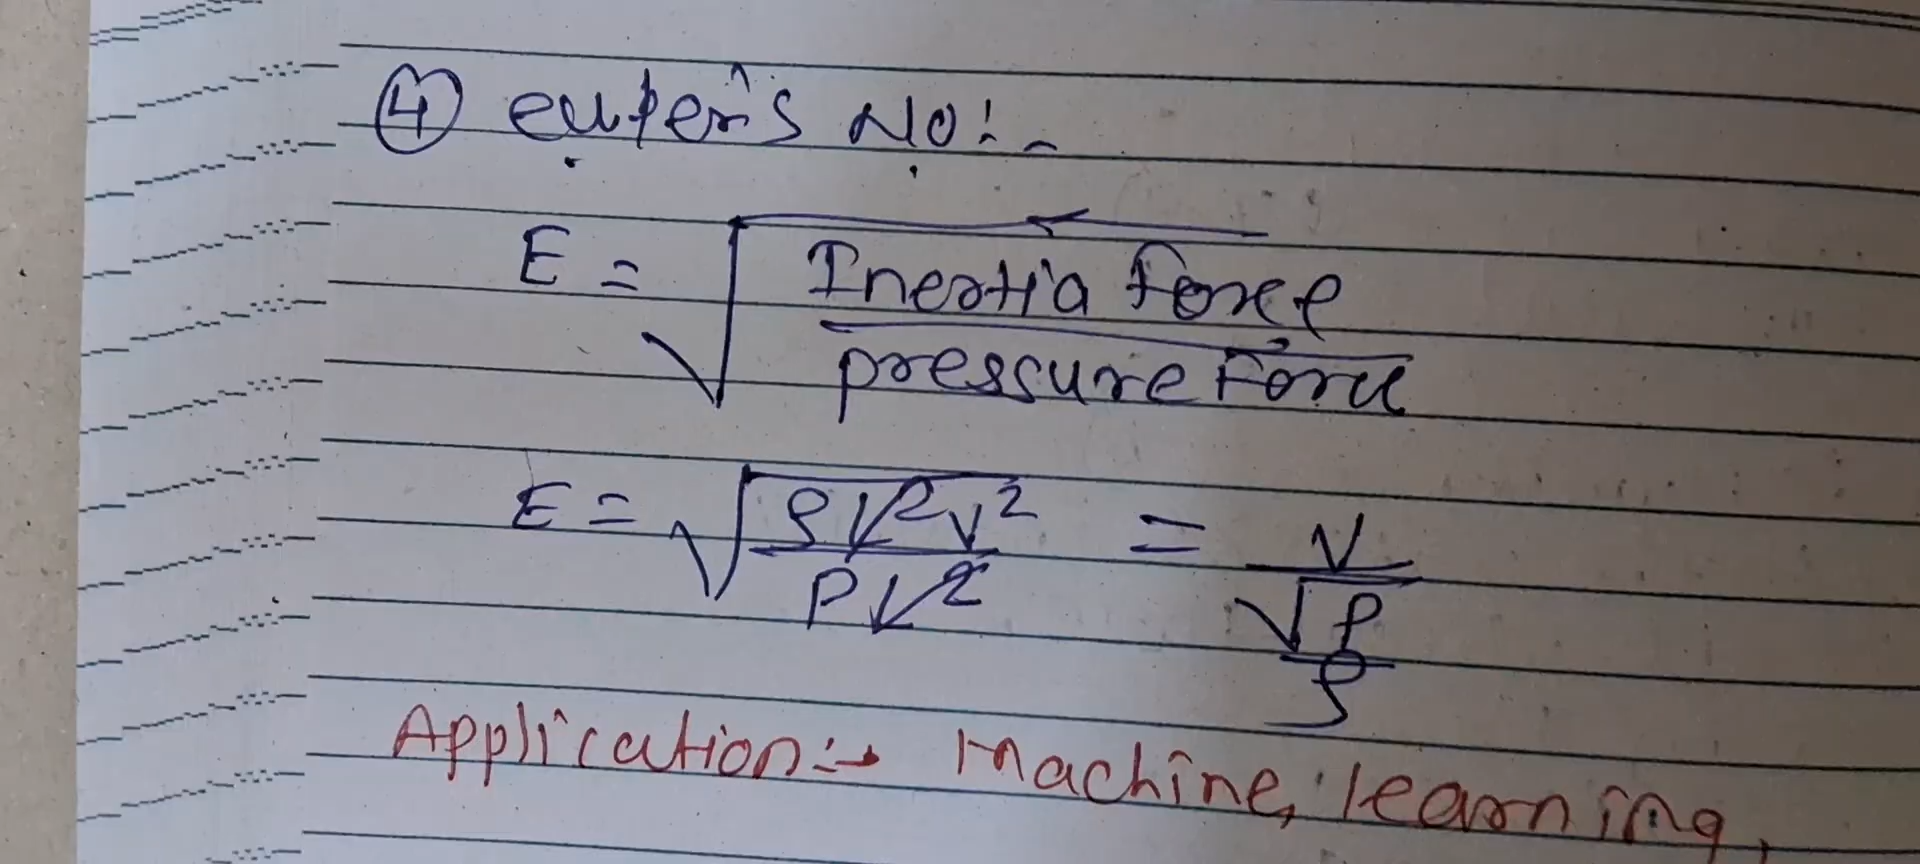 ④ euler's No:-
E = √(Inertia Force / pressure Force)
E = √(ρL²V² / PL²) = V / √(P/ρ)
Application:→ Machine, learning,